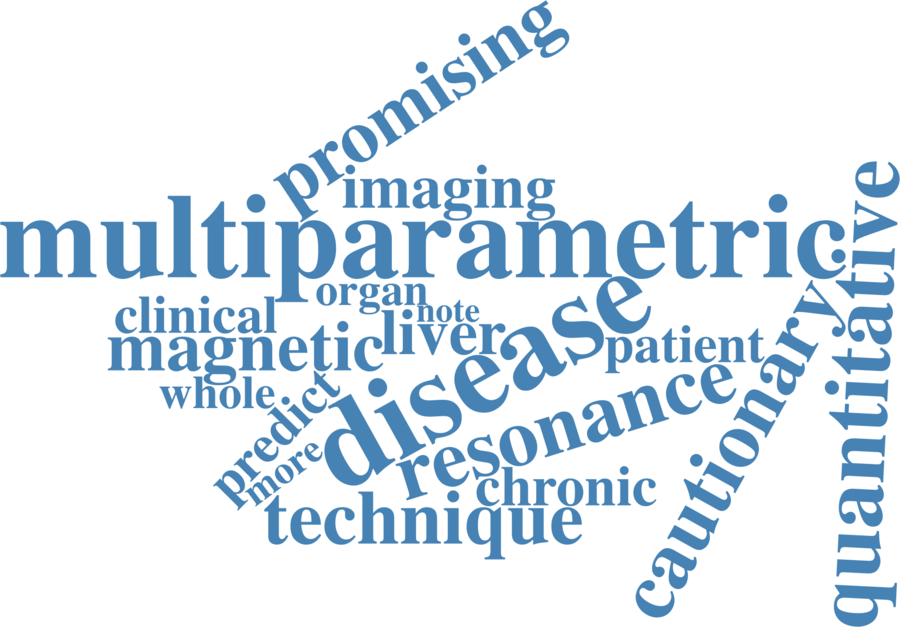 promising
imaging
multiparametric
quantitative
organ
note
clinical
liver
disease
magnetic
patient
cautionary
whole
predict
resonance
more
chronic
technique